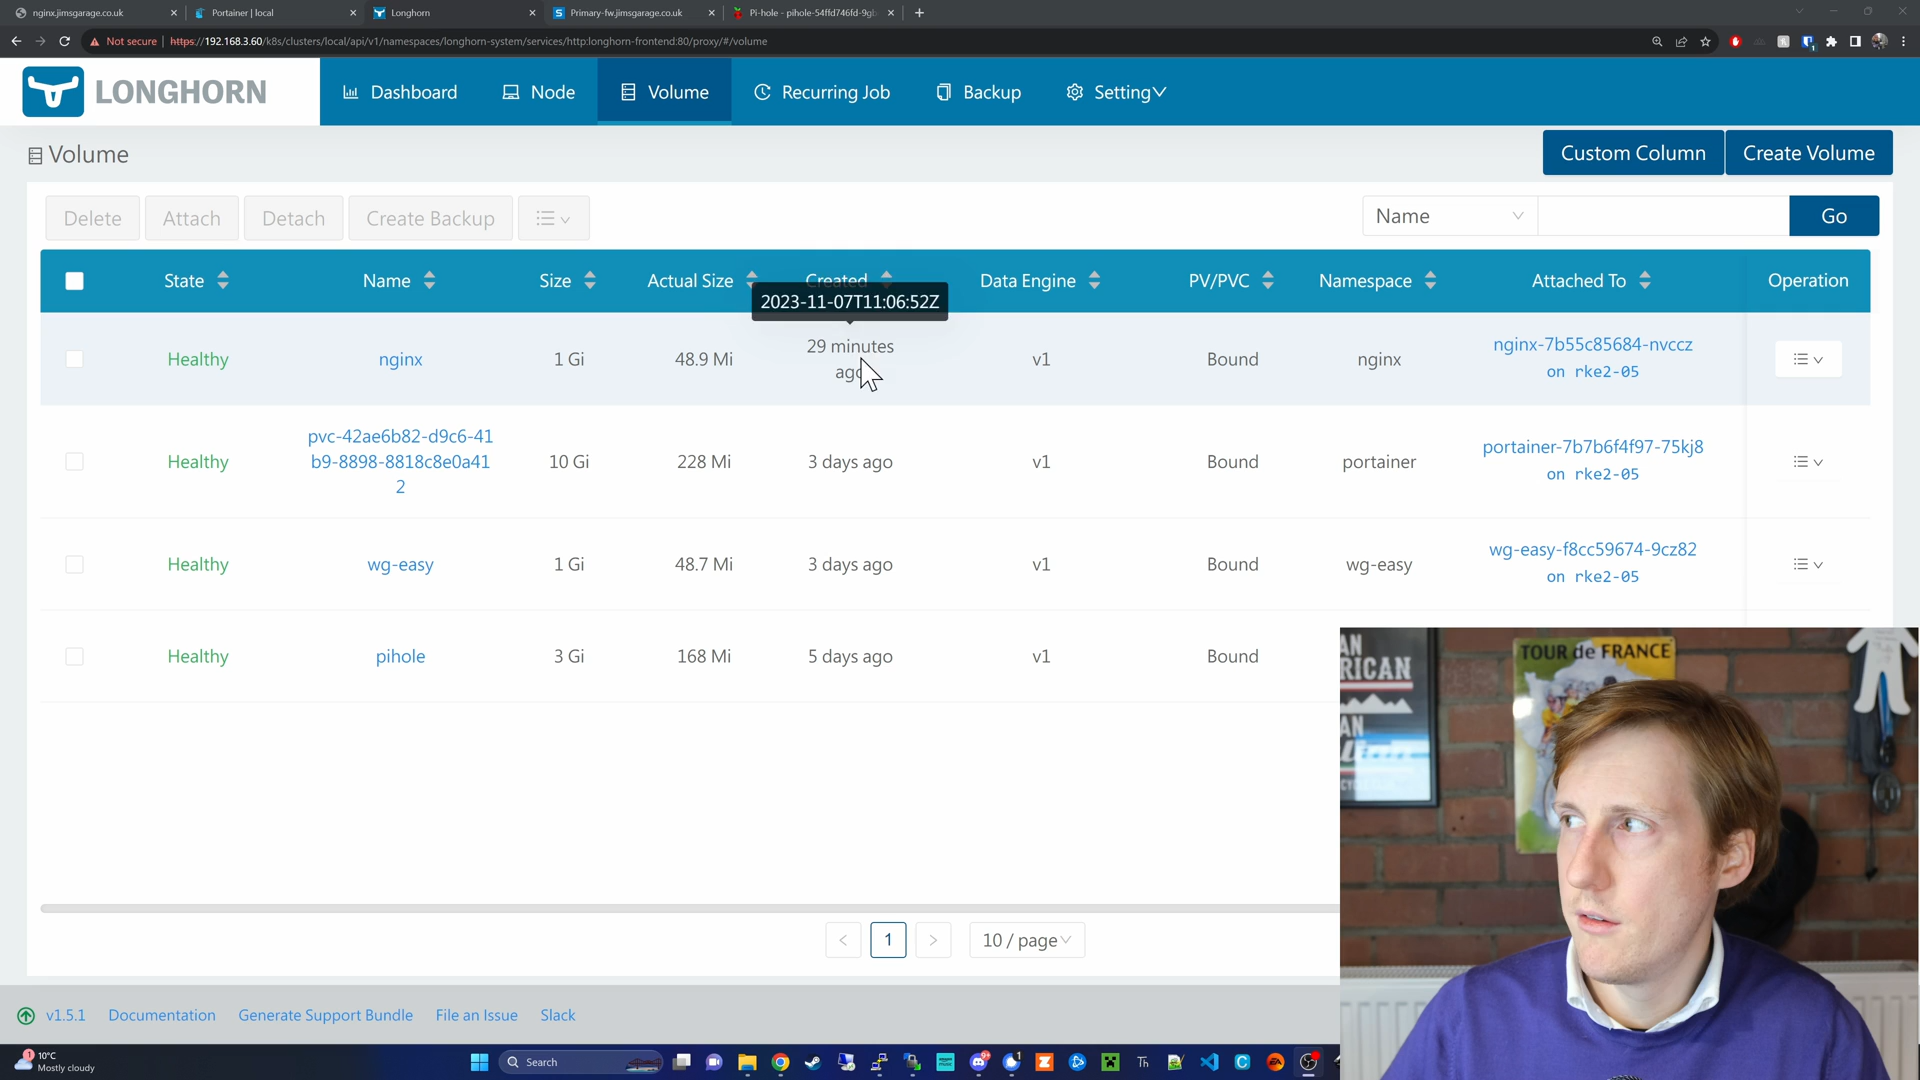 nginx.jimsgarage.co.uk
Portainer | local
Longhorn
Primary-fw.jimsgarage.co.uk
Pi-hole - pihole-54ffd746fd-9gb
Not secure
https://192.168.3.60/k8s/clusters/local/api/v1/namespaces/longhorn-system/services/http:longhorn-frontend:80/proxy/#/volume
LONGHORN
Dashboard
Node
Volume
Recurring Job
Backup
Setting
Volume
Custom Column
Create Volume
Delete
Attach
Detach
Create Backup
Name
Go
State
Name
Size
Actual Size
Created
Data Engine
PV/PVC
Namespace
Attached To
Operation
2023-11-07T11:06:52Z
Healthy
nginx
1 Gi
48.9 Mi
29 minutes
ago
v1
Bound
nginx
nginx-7b55c85684-nvccz
on rke2-05
Healthy
pvc-42ae6b82-d9c6-41
b9-8898-8818c8e0a41
2
10 Gi
228 Mi
3 days ago
v1
Bound
portainer
portainer-7b7b6f4f97-75kj8
on rke2-05
Healthy
wg-easy
1 Gi
48.7 Mi
3 days ago
v1
Bound
wg-easy
wg-easy-f8cc59674-9cz82
on rke2-05
Healthy
pihole
3 Gi
168 Mi
5 days ago
v1
Bound
AN
RICAN
AN
TOUR de FRANCE
<
1
>
10 / page
v1.5.1
Documentation
Generate Support Bundle
File an Issue
Slack
1
10°C
Mostly cloudy
Search